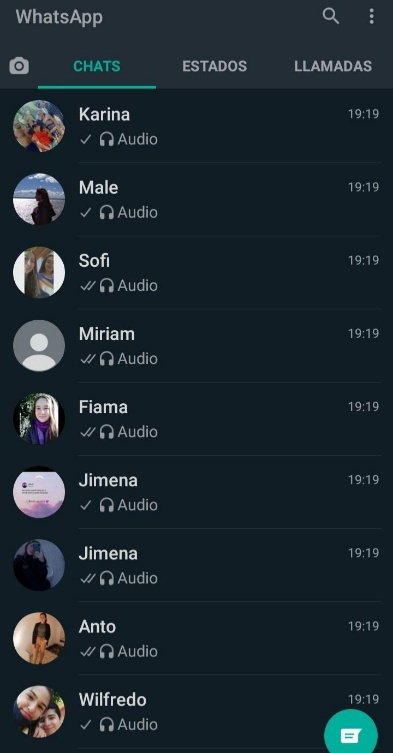 WhatsApp
CHATS ESTADOS LLAMADAS
Karina 19:19
Audio
Male 19:19
Audio
Sofi 19:19
Audio
Miriam 19:19
Audio
Fiama 19:19
Audio
Jimena 19:19
Audio
Jimena 19:19
Audio
Anto 19:19
Audio
Wilfredo 19:19
Audio